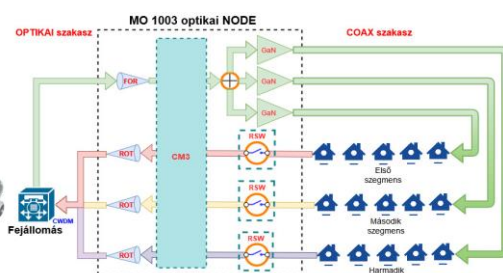 MO 1003 optikai NODE
OPTIKAI szakasz
COAX szakasz
GaN
FOR
GaN
GaN
RSW
ROT
CM3
Első
szegmens
RSW
ROT
CWDM
Fejállomás
Második
szegmens
RSW
ROT
Harmadik